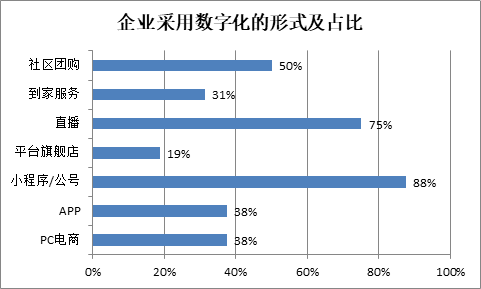 企业采用数字化的形式及占比
社区团购 50%
到家服务 31%
直播 75%
平台旗舰店 19%
小程序/公号 88%
APP 38%
PC电商 38%
0% 20% 40% 60% 80% 100%